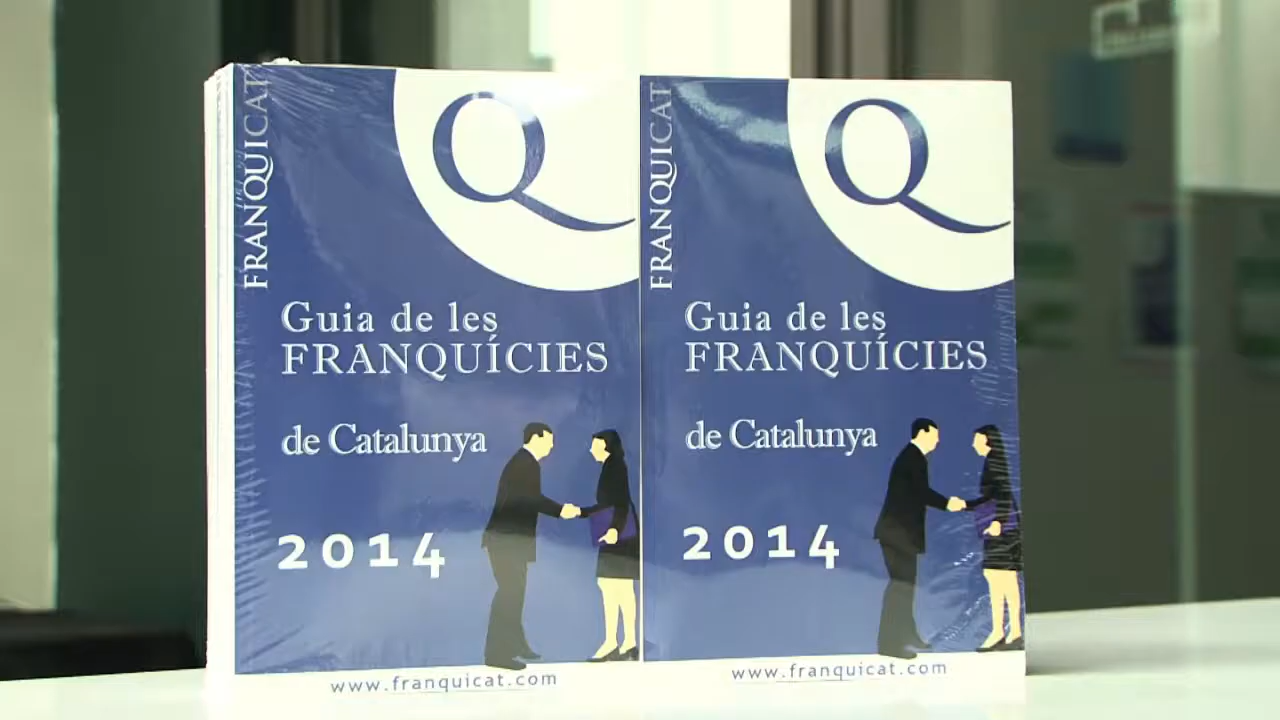 FRANQUICAT
Q
Guia de les
FRANQUÍCIES
de Catalunya
2014
www.franquicat.com
FRANQUICAT
Q
Guia de les
FRANQUÍCIES
de Catalunya
2014
www.franquicat.com